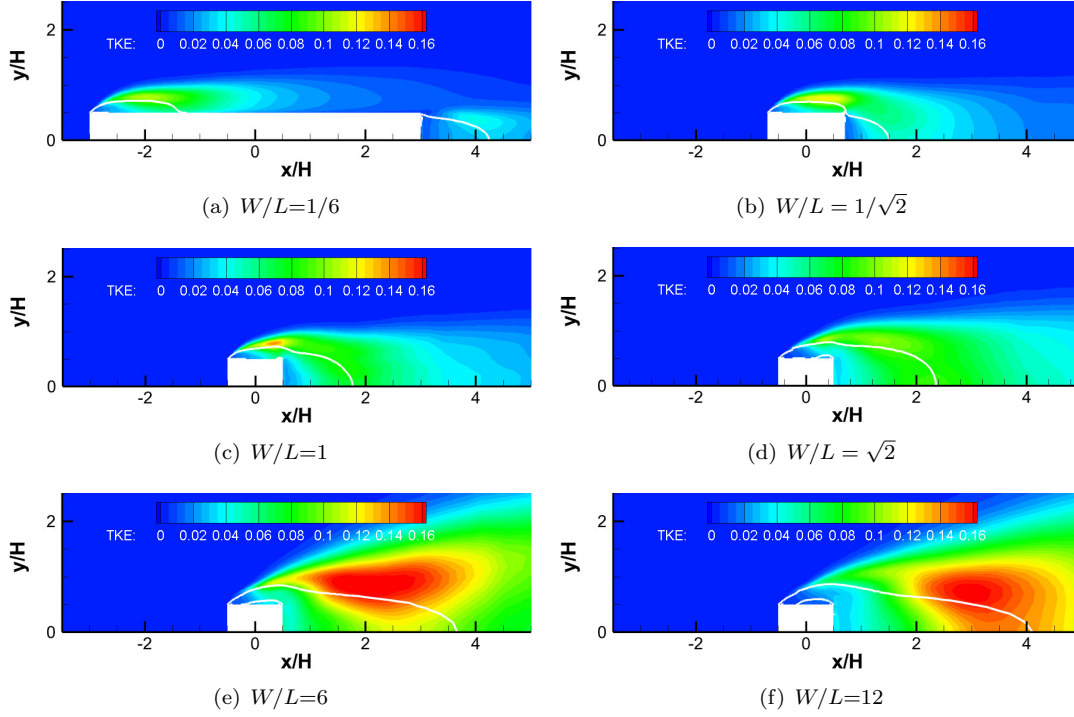 y/H
2
0
TKE: 0 0.02 0.04 0.06 0.08 0.1 0.12 0.14 0.16
-2 0 2 4
x/H
(a) W/L=1/6
y/H
2
0
TKE: 0 0.02 0.04 0.06 0.08 0.1 0.12 0.14 0.16
-2 0 2 4
x/H
(b) W/L = 1/√2
y/H
2
0
TKE: 0 0.02 0.04 0.06 0.08 0.1 0.12 0.14 0.16
-2 0 2 4
x/H
(c) W/L=1
y/H
2
0
TKE: 0 0.02 0.04 0.06 0.08 0.1 0.12 0.14 0.16
-2 0 2 4
x/H
(d) W/L = √2
y/H
2
0
TKE: 0 0.02 0.04 0.06 0.08 0.1 0.12 0.14 0.16
-2 0 2 4
x/H
(e) W/L=6
y/H
2
0
TKE: 0 0.02 0.04 0.06 0.08 0.1 0.12 0.14 0.16
-2 0 2 4
x/H
(f) W/L=12